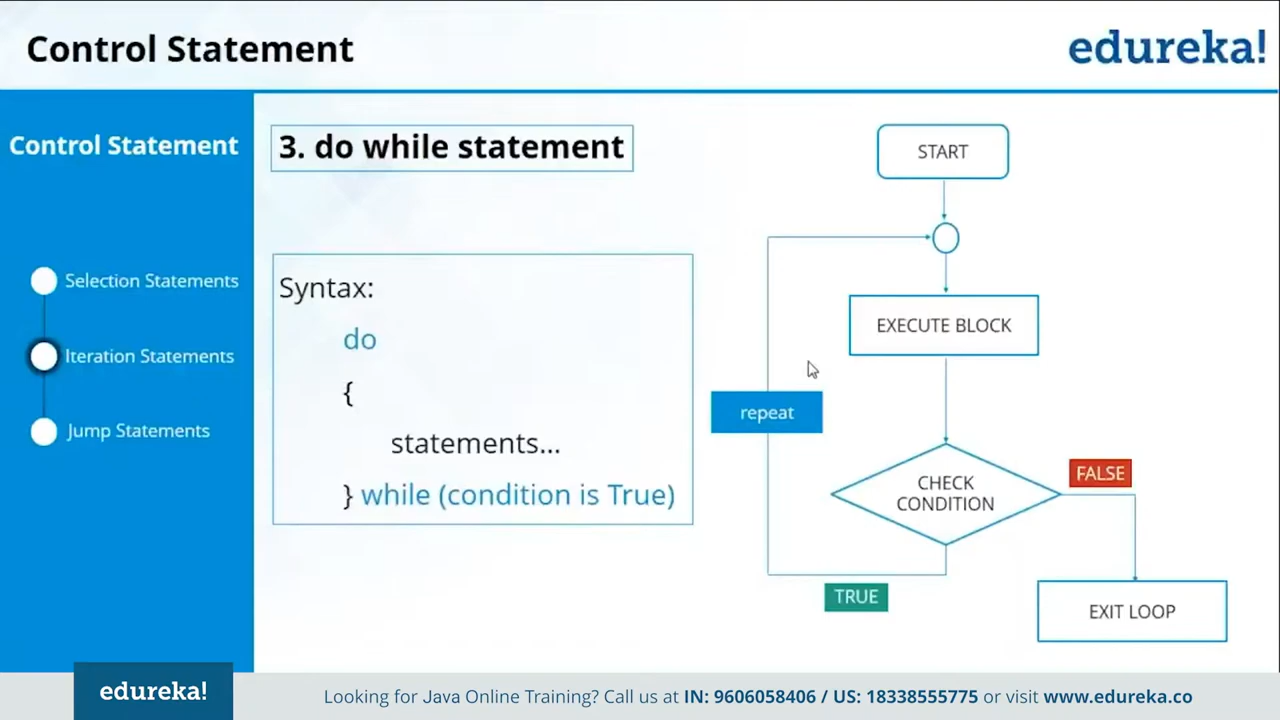 Control Statement
edureka!
Control Statement
Selection Statements
Iteration Statements
Jump Statements
3. do while statement
Syntax:
do
{
statements...
} while (condition is True)
START
EXECUTE BLOCK
repeat
CHECK
CONDITION
FALSE
TRUE
EXIT LOOP
edureka!
Looking for Java Online Training? Call us at IN: 9606058406 / US: 18338555775 or visit www.edureka.co